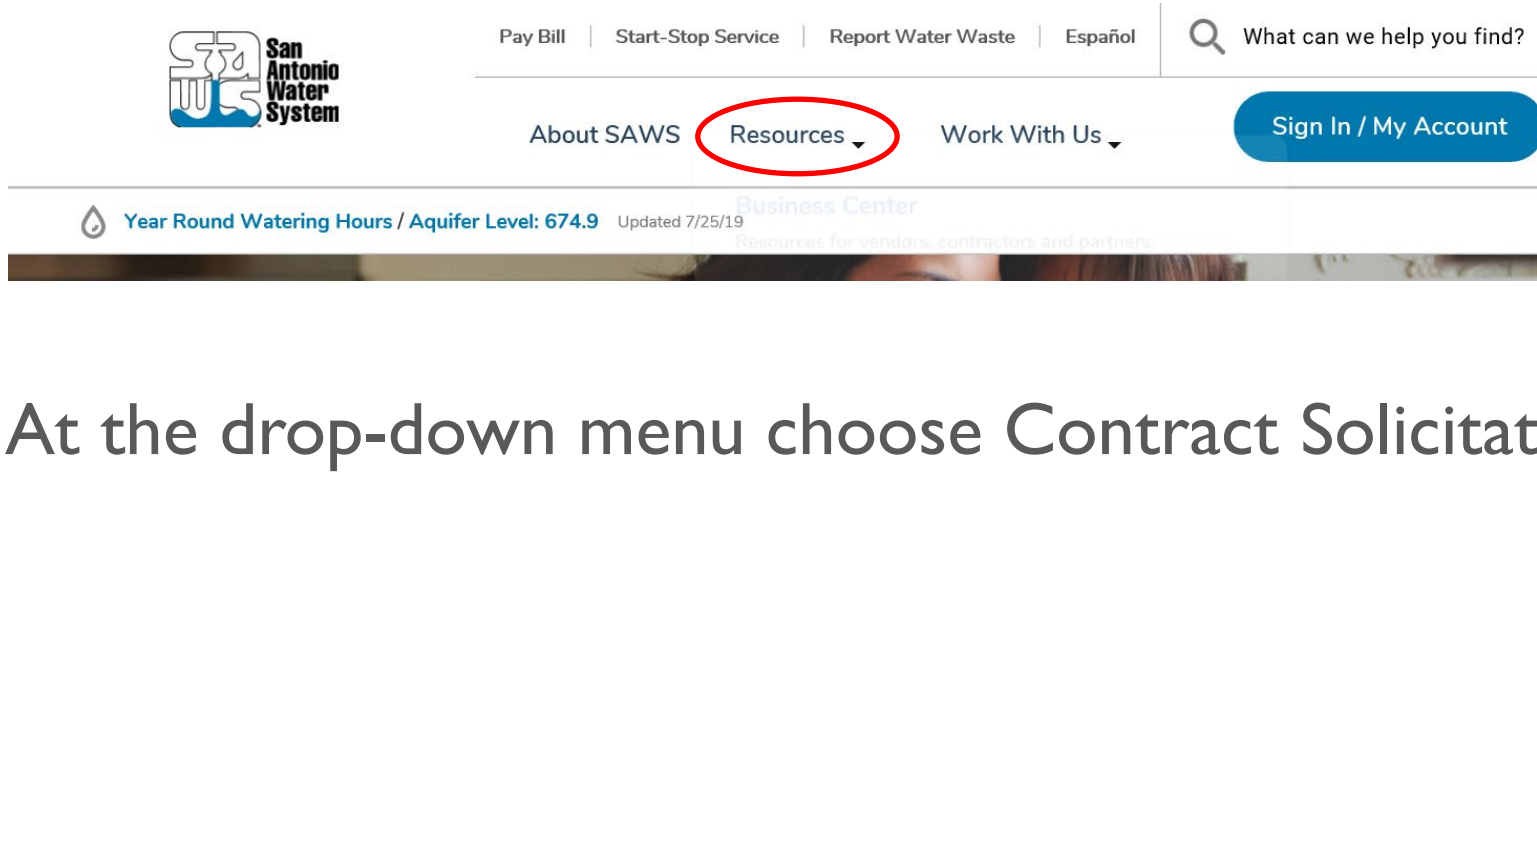 San
Antonio
Water
System
Pay Bill | Start-Stop Service | Report Water Waste | Español
What can we help you find?
About SAWS Resources Work With Us
Sign In / My Account
Year Round Watering Hours / Aquifer Level: 674.9 Updated 7/25/19
Business Center
Resources for vendors, contractors and partners.
At the drop-down menu choose Contract Solicitat